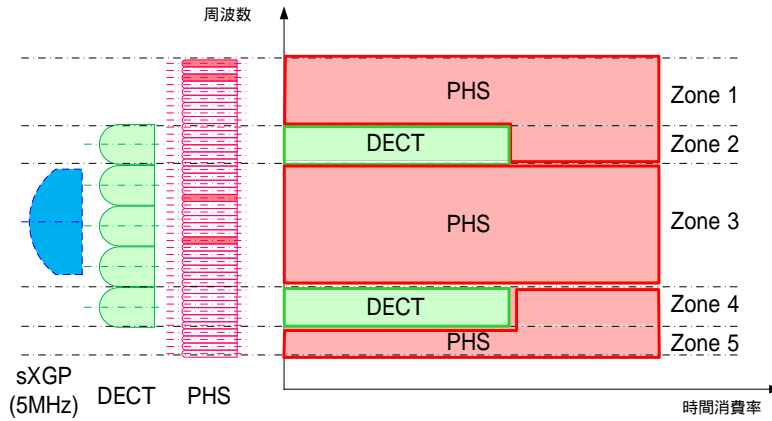 周波数
PHS
Zone 1
DECT
Zone 2
PHS
Zone 3
DECT
Zone 4
PHS
Zone 5
sXGP
(5MHz)
DECT
PHS
時間消費率